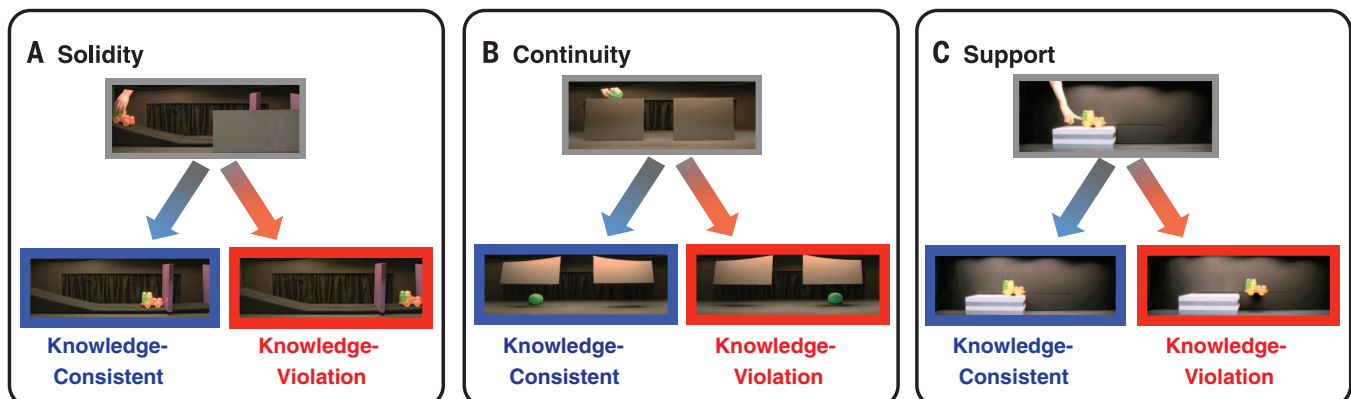 A Solidity
Knowledge-
Consistent
Knowledge-
Violation
B Continuity
Knowledge-
Consistent
Knowledge-
Violation
C Support
Knowledge-
Consistent
Knowledge-
Violation